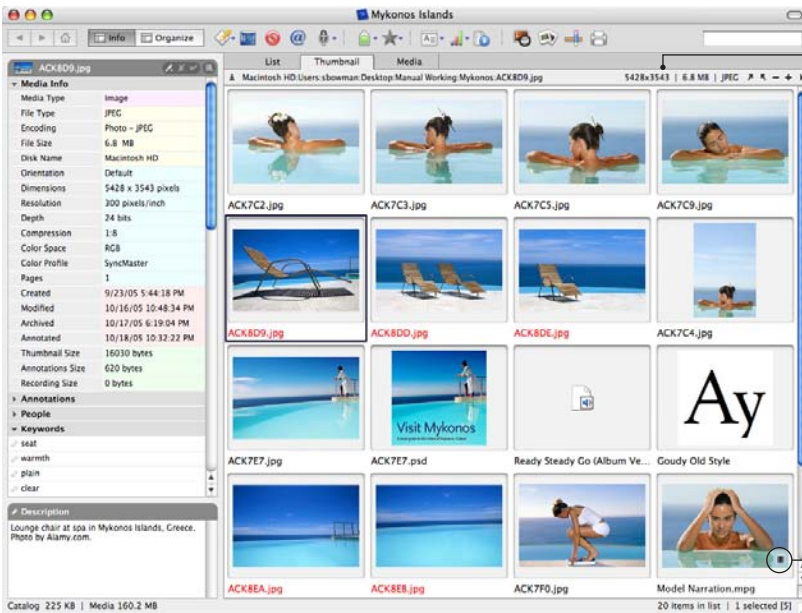 Mykonos Islands
Info
Organize
List
Thumbnail
Media
ACK8D9.jpg
Macintosh HD:Users:sbowman:Desktop:Manual Working:Mykonos:ACK8D9.jpg
5428x3543 | 6.8 MB | JPEG
Media Info
Media Type Image
File Type JPEG
Encoding Photo - JPEG
File Size 6.8 MB
Disk Name Macintosh HD
Orientation Default
Dimensions 5428 x 3543 pixels
Resolution 300 pixels/inch
Depth 24 bits
Compression 1:8
Color Space RGB
Color Profile SyncMaster
Pages 1
Created 9/23/05 5:44:18 PM
Modified 10/16/05 10:48:34 PM
Archived 10/17/05 6:19:04 PM
Annotated 10/18/05 10:32:22 PM
Thumbnail Size 16030 bytes
Annotations Size 620 bytes
Recording Size 0 bytes
Annotations
People
Keywords
seat
warmth
plain
clear
Description
Lounge chair at spa in Mykonos Islands, Greece.
Photo by Alamy.com.
ACK7C2.jpg
ACK7C3.jpg
ACK7C5.jpg
ACK7C9.jpg
ACK8D9.jpg
ACK8DD.jpg
ACK8DE.jpg
ACK7C4.jpg
Visit Mykonos
Ay
ACK7E7.jpg
ACK7E7.psd
Ready Steady Go (Album Ve...
Goudy Old Style
ACK8EA.jpg
ACK8EB.jpg
ACK7F0.jpg
Model Narration.mpg
Catalog 225 KB | Media 160.2 MB
20 items in list | 1 selected [5]